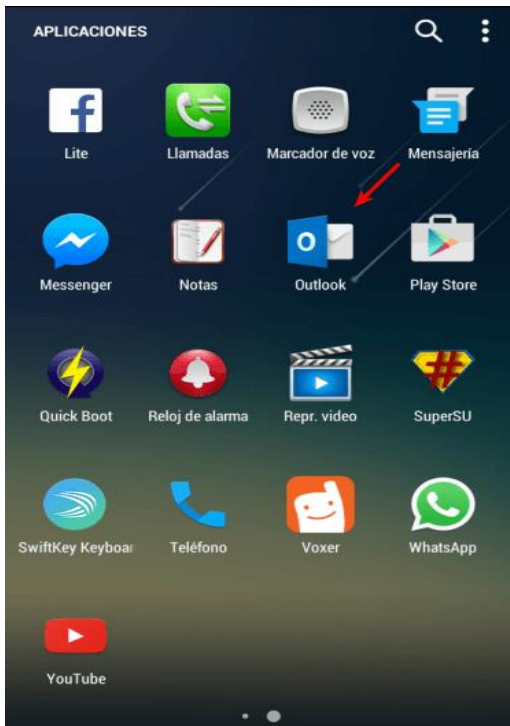 APLICACIONES
Lite
Llamadas
Marcador de voz
Mensajería
Messenger
Notas
Outlook
Play Store
Quick Boot
Reloj de alarma
Repr. video
SuperSU
SwiftKey Keyboar
Teléfono
Voxer
WhatsApp
YouTube